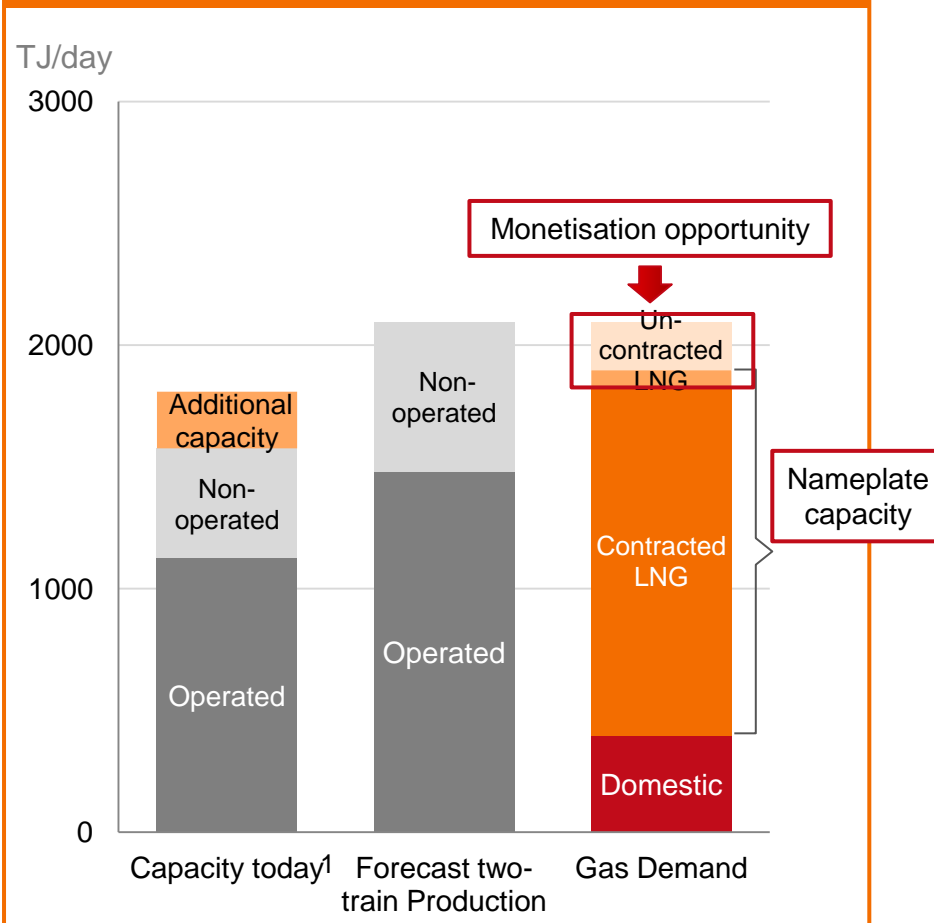 TJ/day
3000
2000
1000
0
Monetisation opportunity
Un-
contracted
LNG
Nameplate
capacity
Additional
capacity
Non-
operated
Operated
Non-
operated
Operated
Contracted
LNG
Domestic
Capacity today¹
Forecast two-
train Production
Gas Demand